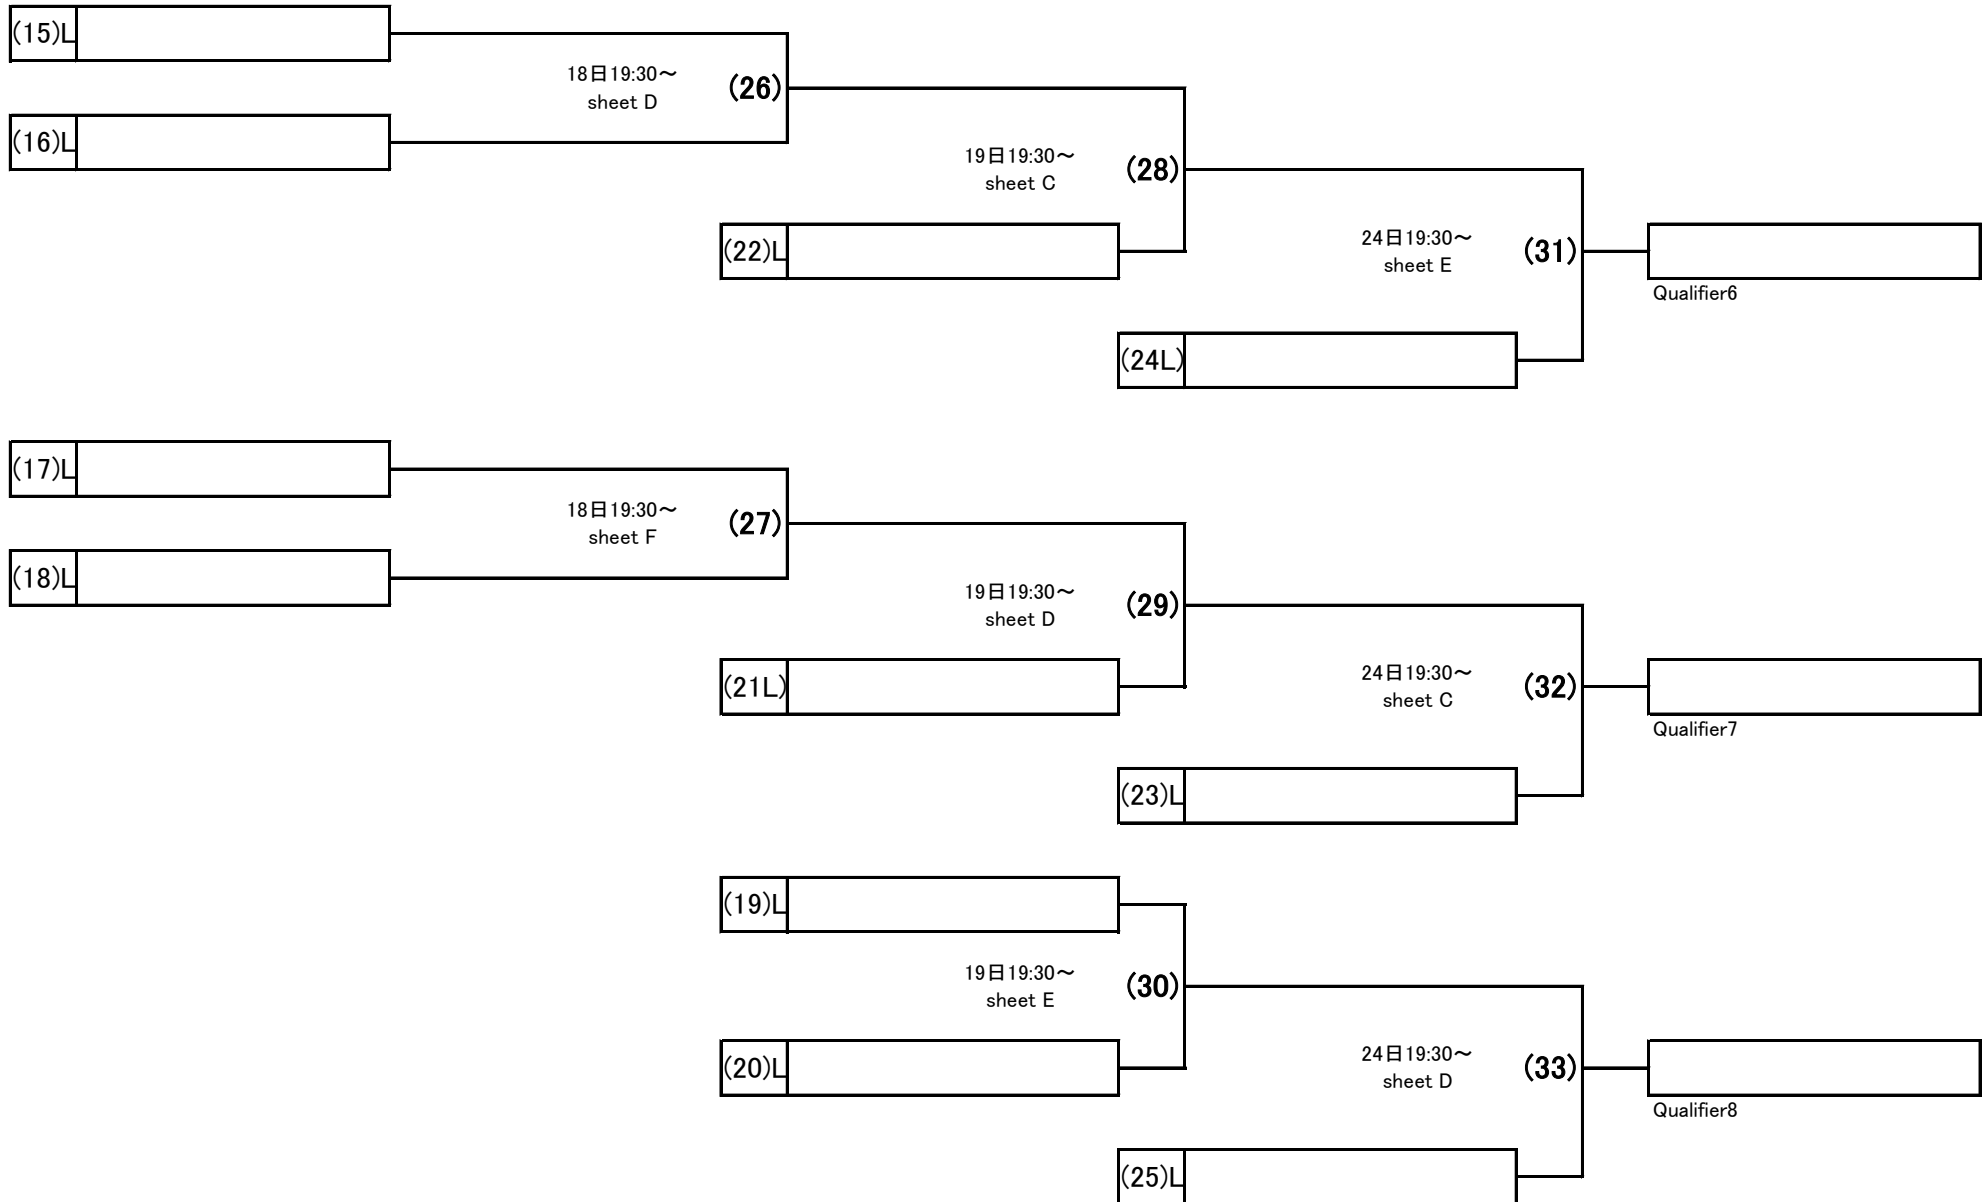 (15)L
18日19:30～
sheet D
(26)
(16)L
19日19:30～
sheet C
(28)
(22)L
24日19:30～
sheet E
(31)
Qualifier6
(24L)
(17)L
18日19:30～
sheet F
(27)
(18)L
19日19:30～
sheet D
(29)
(21L)
24日19:30～
sheet C
(32)
Qualifier7
(23)L
(19)L
19日19:30～
sheet E
(30)
(20)L
24日19:30～
sheet D
(33)
Qualifier8
(25)L